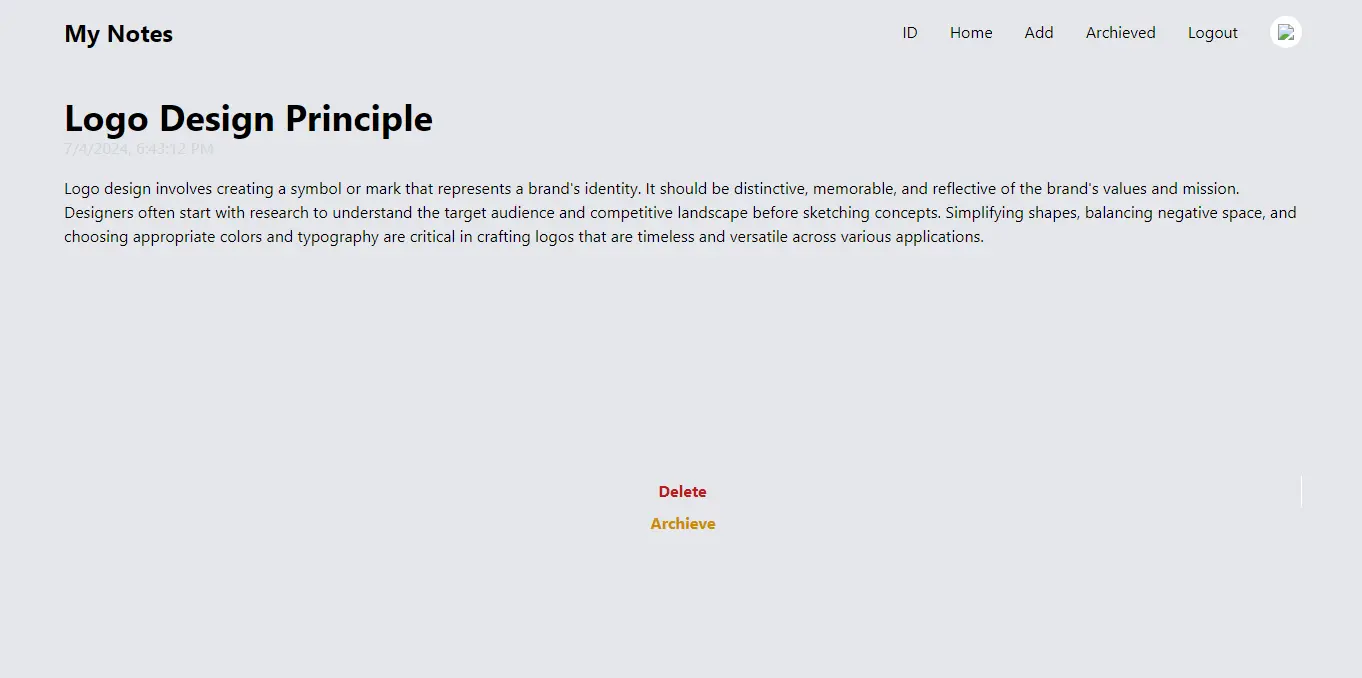 My Notes
ID Home Add Archieved Logout
Logo Design Principle
7/4/2024, 6:43:12 PM
Logo design involves creating a symbol or mark that represents a brand's identity. It should be distinctive, memorable, and reflective of the brand's values and mission.
Designers often start with research to understand the target audience and competitive landscape before sketching concepts. Simplifying shapes, balancing negative space, and
choosing appropriate colors and typography are critical in crafting logos that are timeless and versatile across various applications.
Delete
Archieve